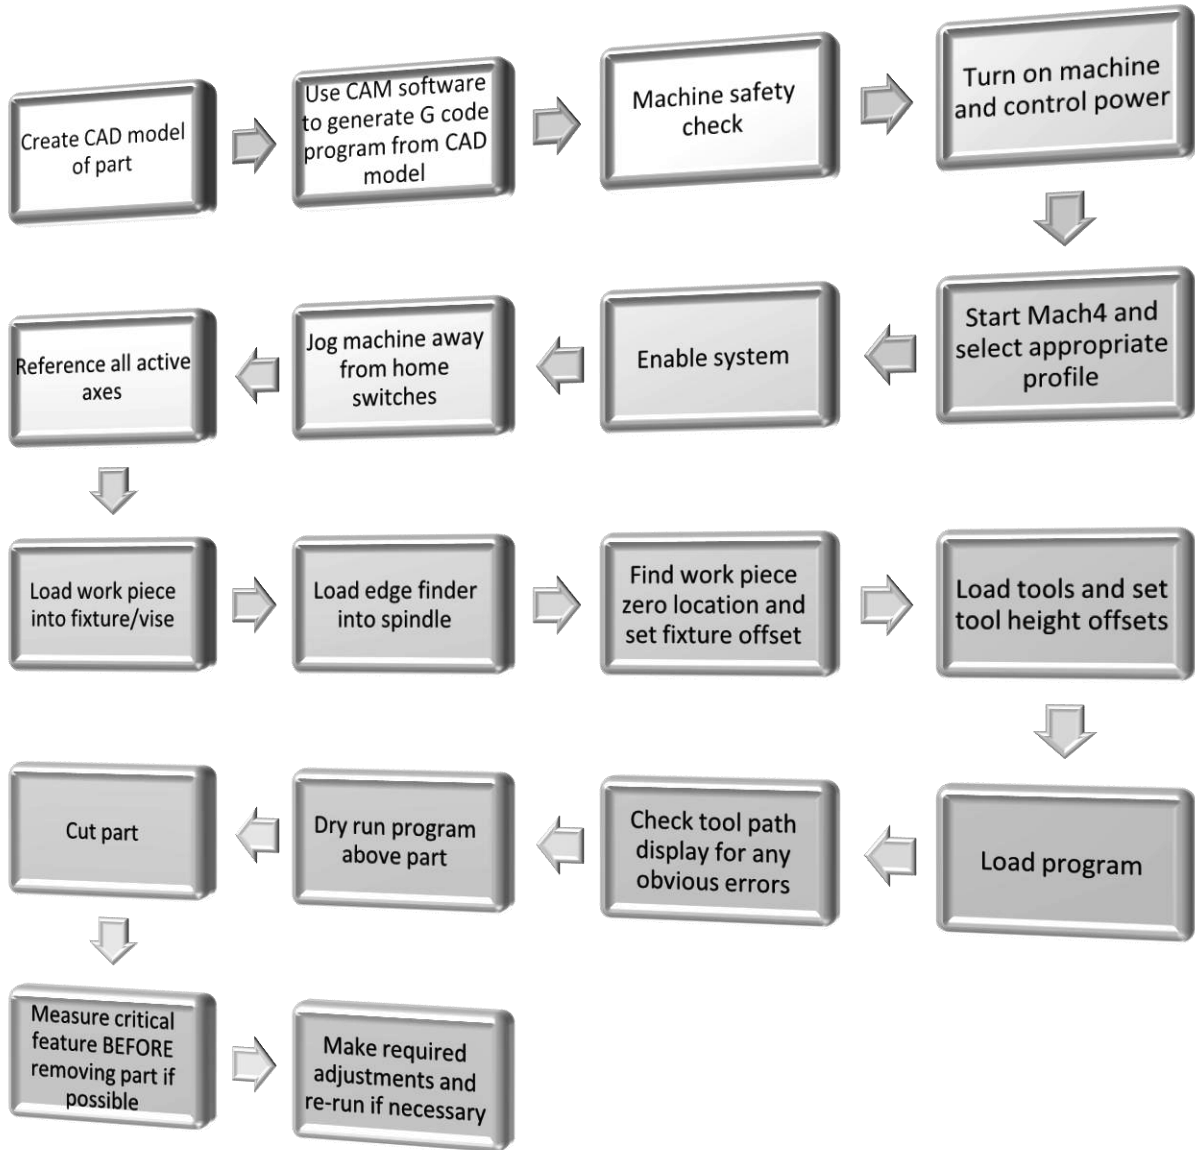 Create CAD model
of part
Use CAM software
to generate G code
program from CAD
model
Machine safety
check
Turn on machine
and control power
Start Mach4 and
select appropriate
profile
Enable system
Jog machine away
from home
switches
Reference all active
axes
Load work piece
into fixture/vise
Load edge finder
into spindle
Find work piece
zero location and
set fixture offset
Load tools and set
tool height offsets
Load program
Check tool path
display for any
obvious errors
Dry run program
above part
Cut part
Measure critical
feature BEFORE
removing part if
possible
Make required
adjustments and
re-run if necessary